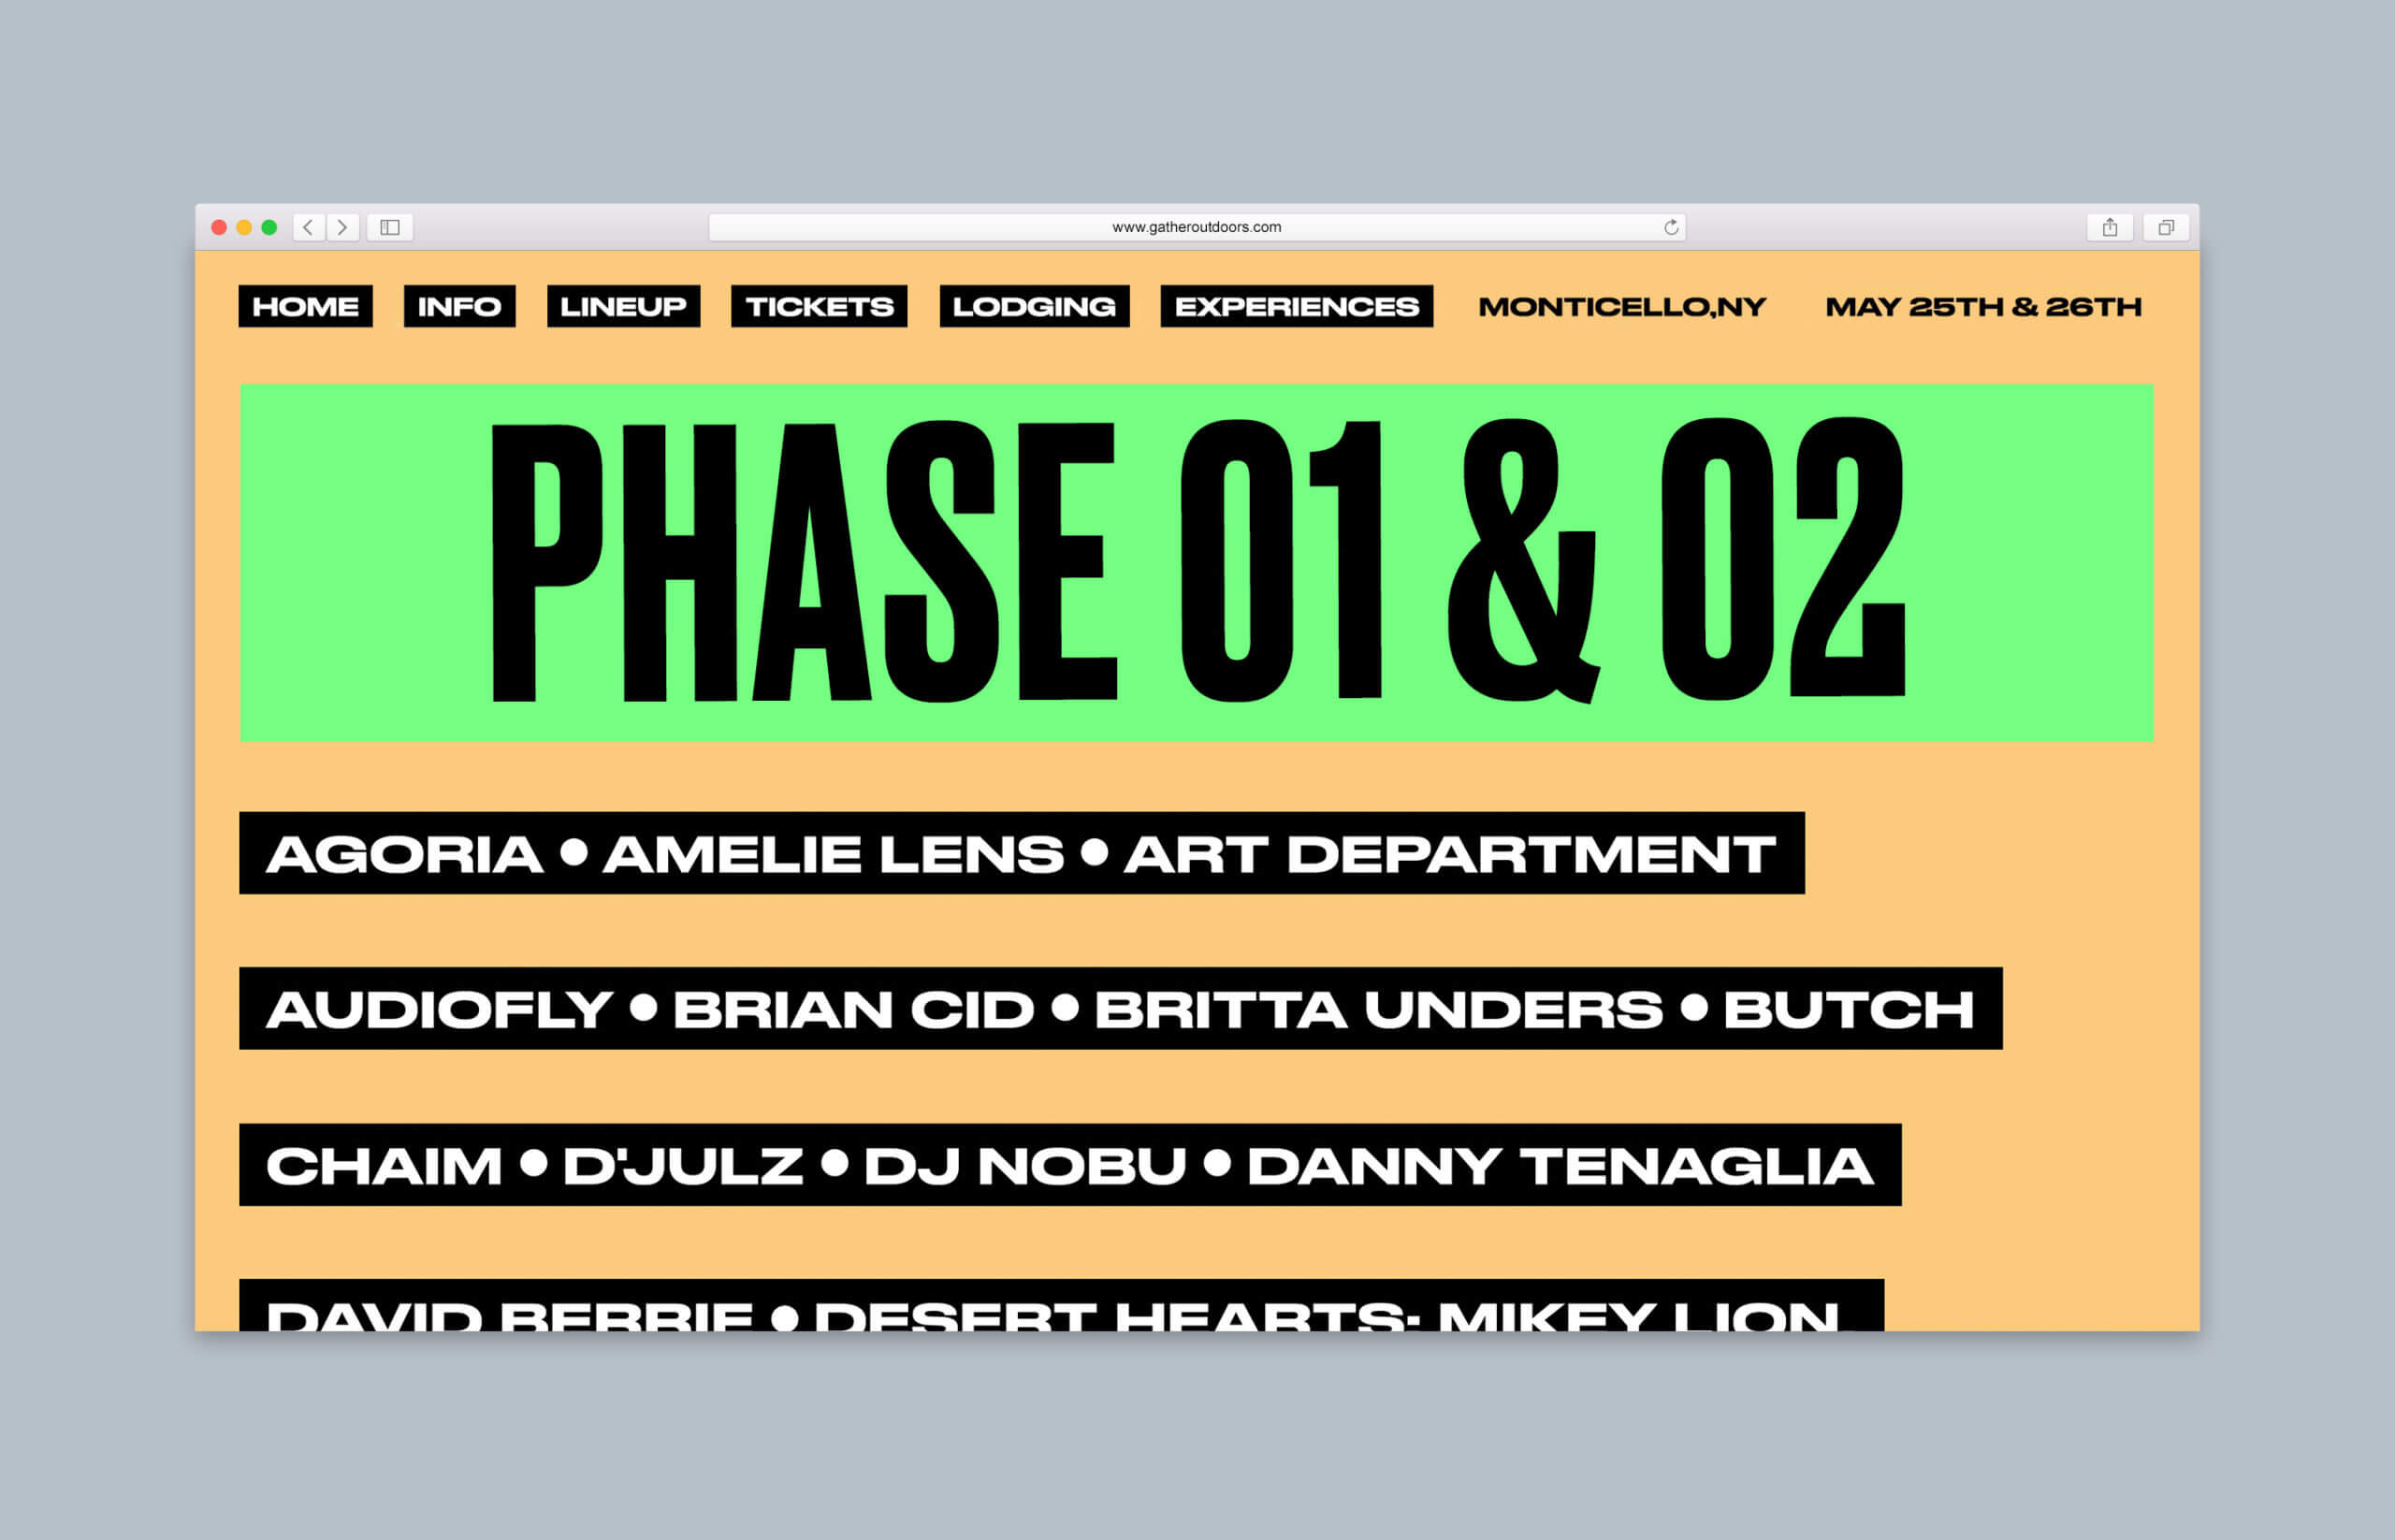 www.gatheroutdoors.com
HOME INFO LINEUP TICKETS LODGING EXPERIENCES MONTICELLO,NY MAY 25TH & 26TH
PHASE 01 & 02
AGORIA ● AMELIE LENS ● ART DEPARTMENT
AUDIOFLY ● BRIAN CID ● BRITTA UNDERS ● BUTCH
CHAIM ● D'JULZ ● DJ NOBU ● DANNY TENAGLIA
DAVID BERRIE ● DESERT HEARTS: MIKEY LION